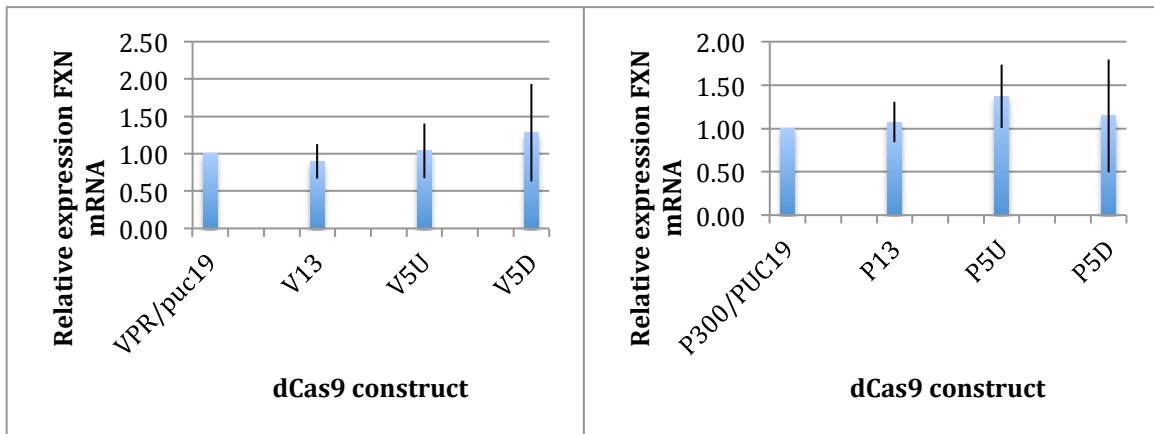 Relative expression FXN
mRNA
2.50
2.00
1.50
1.00
0.50
0.00
VPR/puc19
V13
V5U
V5D
dCas9 construct
Relative expression FXN
mRNA
2.00
1.50
1.00
0.50
0.00
P300/PUC19
P13
P5U
P5D
dCas9 construct